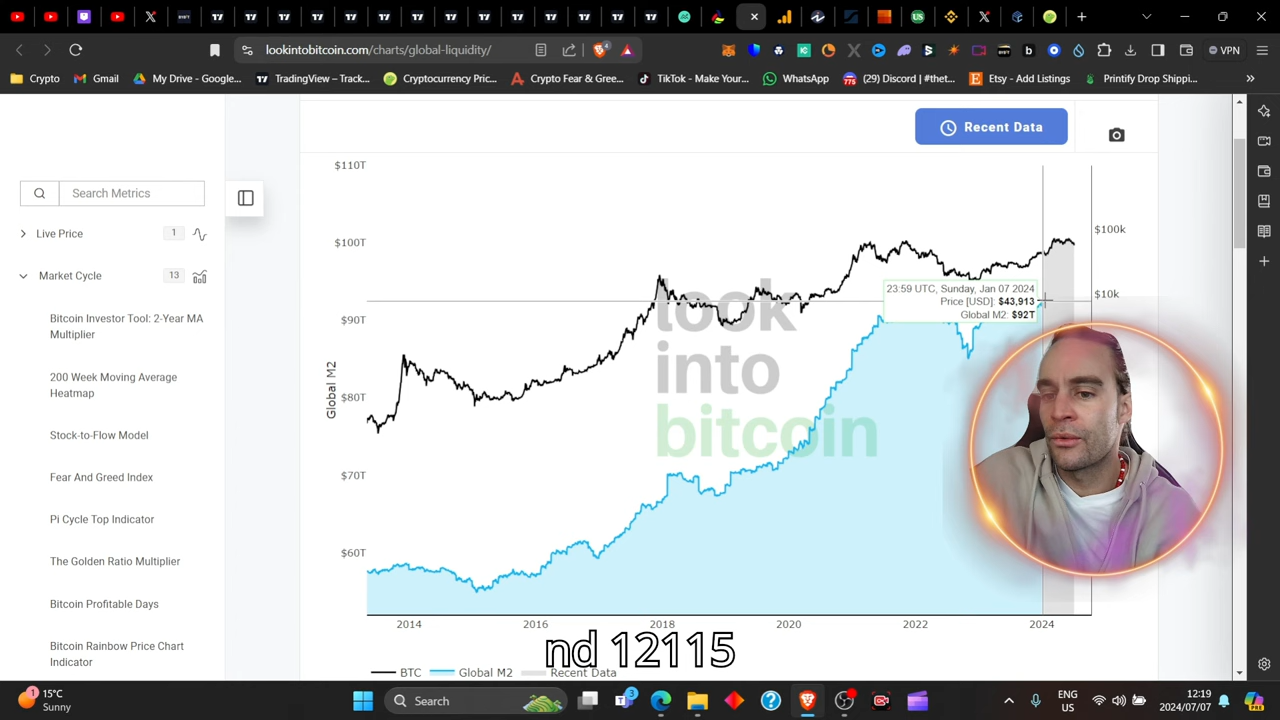 lookintobitcoin.com/charts/global-liquidity/
4
VPN
Crypto
Gmail
My Drive - Google...
TradingView – Track...
Cryptocurrency Pric...
Crypto Fear & Gree...
TikTok - Make Your...
WhatsApp
(29) Discord | #thet...
Etsy - Add Listings
Printify Drop Shippi...
Recent Data
Search Metrics
Live Price 1
Market Cycle 13
Bitcoin Investor Tool: 2-Year MA
Multiplier
200 Week Moving Average
Heatmap
Stock-to-Flow Model
Fear And Greed Index
Pi Cycle Top Indicator
The Golden Ratio Multiplier
Bitcoin Profitable Days
Bitcoin Rainbow Price Chart
Indicator
$110T
$100T
$90T
$80T
$70T
$60T
Global M2
$100k
$10k
look
into
bitcoin
23:59 UTC, Sunday, Jan 07 2024
Price [USD]: $43,913
Global M2: $92T
2014 2016 2018 2020 2022 2024
nd 12115
BTC Global M2 Recent Data
1
15°C
Sunny
Search
3
ENG
US
12:19
2024/07/07